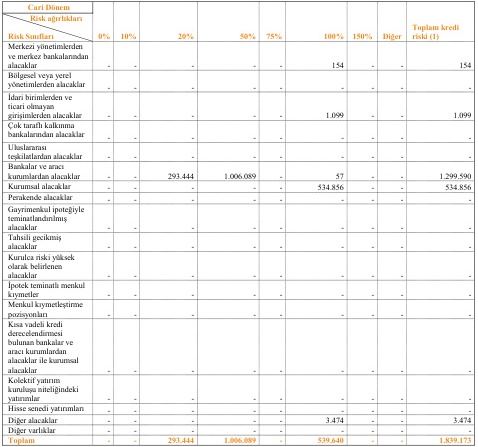 Cari Dönem
Risk ağırlıkları
Risk Sınıfları 0% 10% 20% 50% 75% 100% 150% Diğer Toplam kredi
riski (1)
Merkezi yönetimlerden
ve merkez bankalarından
alacaklar - - - - - 154 - - 154
Bölgesel veya yerel
yönetimlerden alacaklar - - - - - - - - -
İdari birimlerden ve
ticari olmayan
girişimlerden alacaklar - - - - - 1.099 - - 1.099
Çok taraflı kalkınma
bankalarından alacaklar - - - - - - - - -
Uluslararası
teşkilatlardan alacaklar - - - - - - - - -
Bankalar ve aracı
kurumlardan alacaklar - - 293.444 1.006.089 - 57 - - 1.299.590
Kurumsal alacaklar - - - - - 534.856 - - 534.856
Perakende alacaklar - - - - - - - - -
Gayrimenkul ipoteğiyle
teminatlandırılmış
alacaklar - - - - - - - - -
Tahsili gecikmiş
alacaklar - - - - - - - - -
Kurulca riski yüksek
olarak belirlenen
alacaklar - - - - - - - - -
İpotek teminatlı menkul
kıymetler - - - - - - - - -
Menkul kıymetleştirme
pozisyonları - - - - - - - - -
Kısa vadeli kredi
derecelendirmesi
bulunan bankalar ve
aracı kurumlardan
alacaklar ile kurumsal
alacaklar - - - - - - - - -
Kolektif yatırım
kuruluşu niteliğindeki
yatırımlar - - - - - - - - -
Hisse senedi yatırımları - - - - - - - - -
Diğer alacaklar - - - - - 3.474 - - 3.474
Diğer varlıklar - - - - - - - - -
Toplam - - 293.444 1.006.089 - 539.640 - - 1.839.173